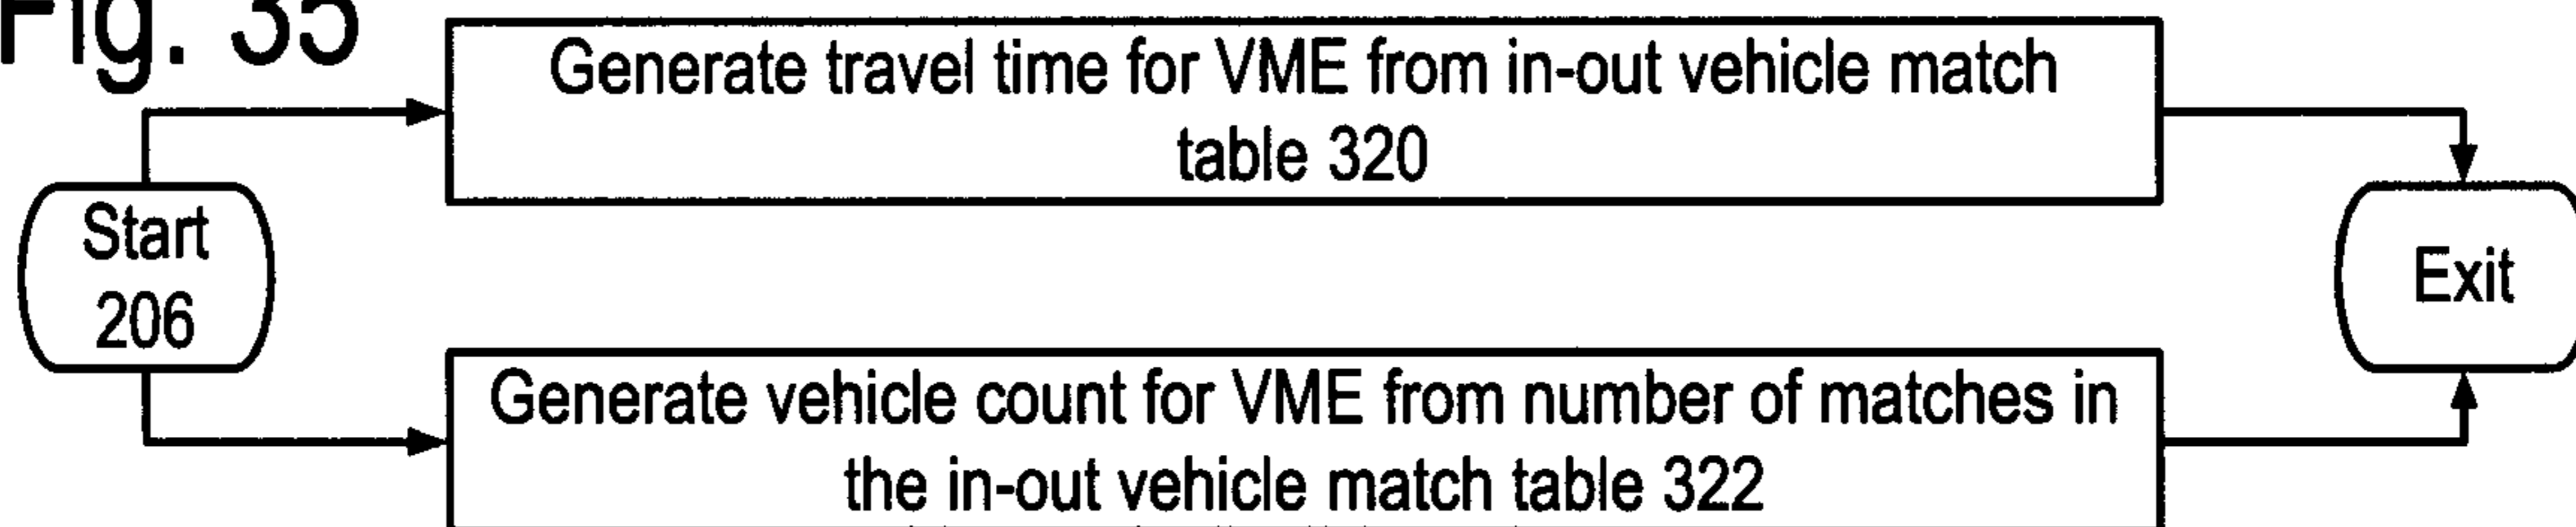 Fig. 35
Generate travel time for VME from in-out vehicle match
table 320
Start
206
Exit
Generate vehicle count for VME from number of matches in
the in-out vehicle match table 322